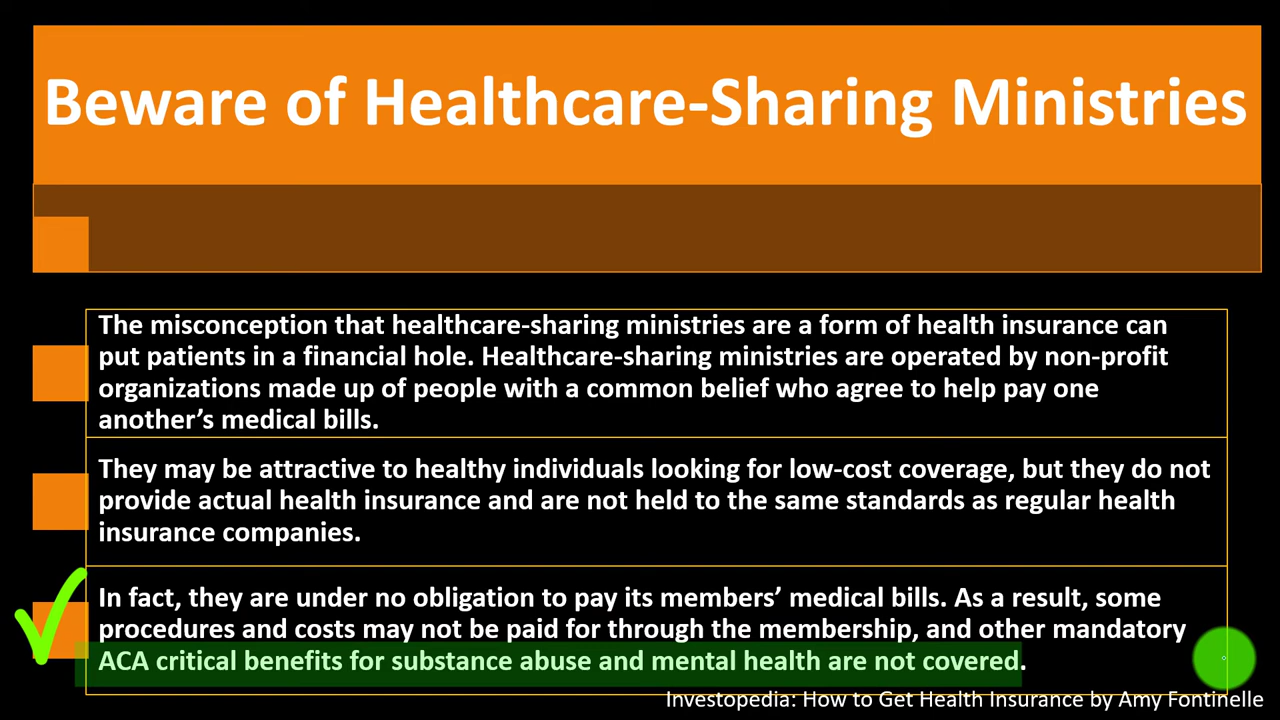 Beware of Healthcare-Sharing Ministries
The misconception that healthcare-sharing ministries are a form of health insurance can
put patients in a financial hole. Healthcare-sharing ministries are operated by non-profit
organizations made up of people with a common belief who agree to help pay one
another’s medical bills.
They may be attractive to healthy individuals looking for low-cost coverage, but they do not
provide actual health insurance and are not held to the same standards as regular health
insurance companies.
In fact, they are under no obligation to pay its members’ medical bills. As a result, some
procedures and costs may not be paid for through the membership, and other mandatory
ACA critical benefits for substance abuse and mental health are not covered.
Investopedia: How to Get Health Insurance by Amy Fontinelle